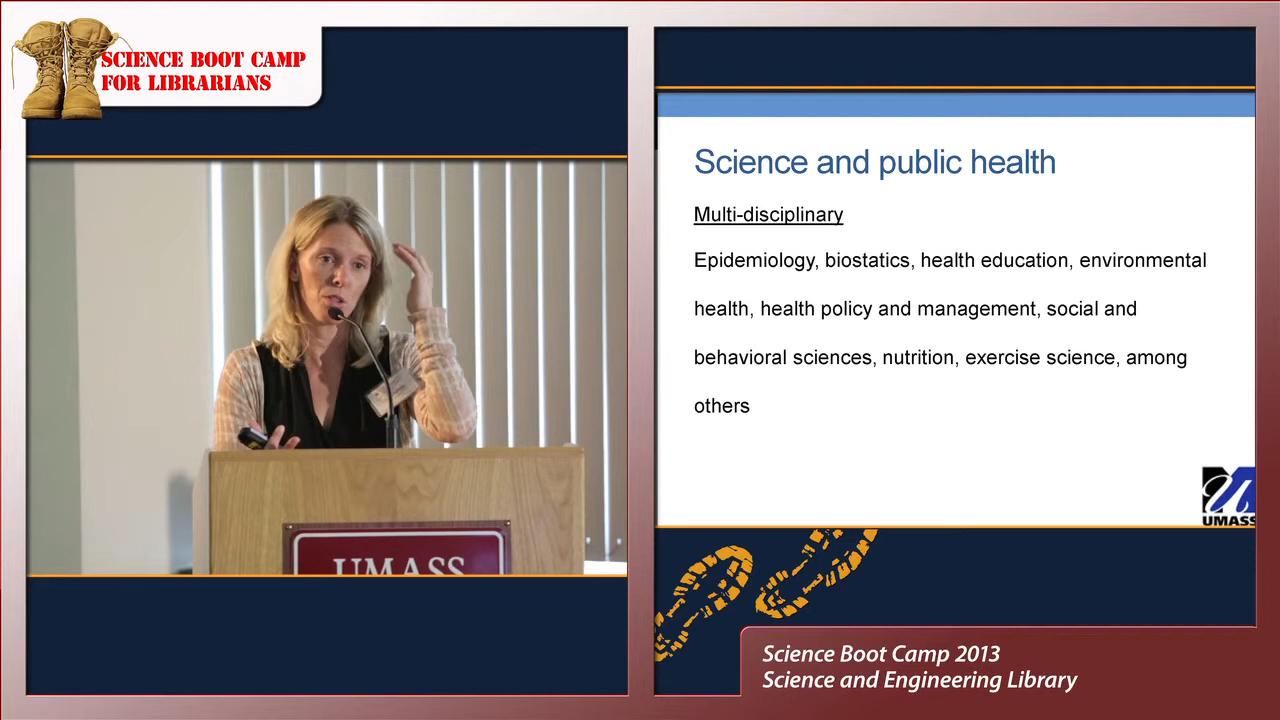 SCIENCE BOOT CAMP
FOR LIBRARIANS
UMASS
Science and public health
Multi-disciplinary
Epidemiology, biostatics, health education, environmental
health, health policy and management, social and
behavioral sciences, nutrition, exercise science, among
others
UMASS
Science Boot Camp 2013
Science and Engineering Library